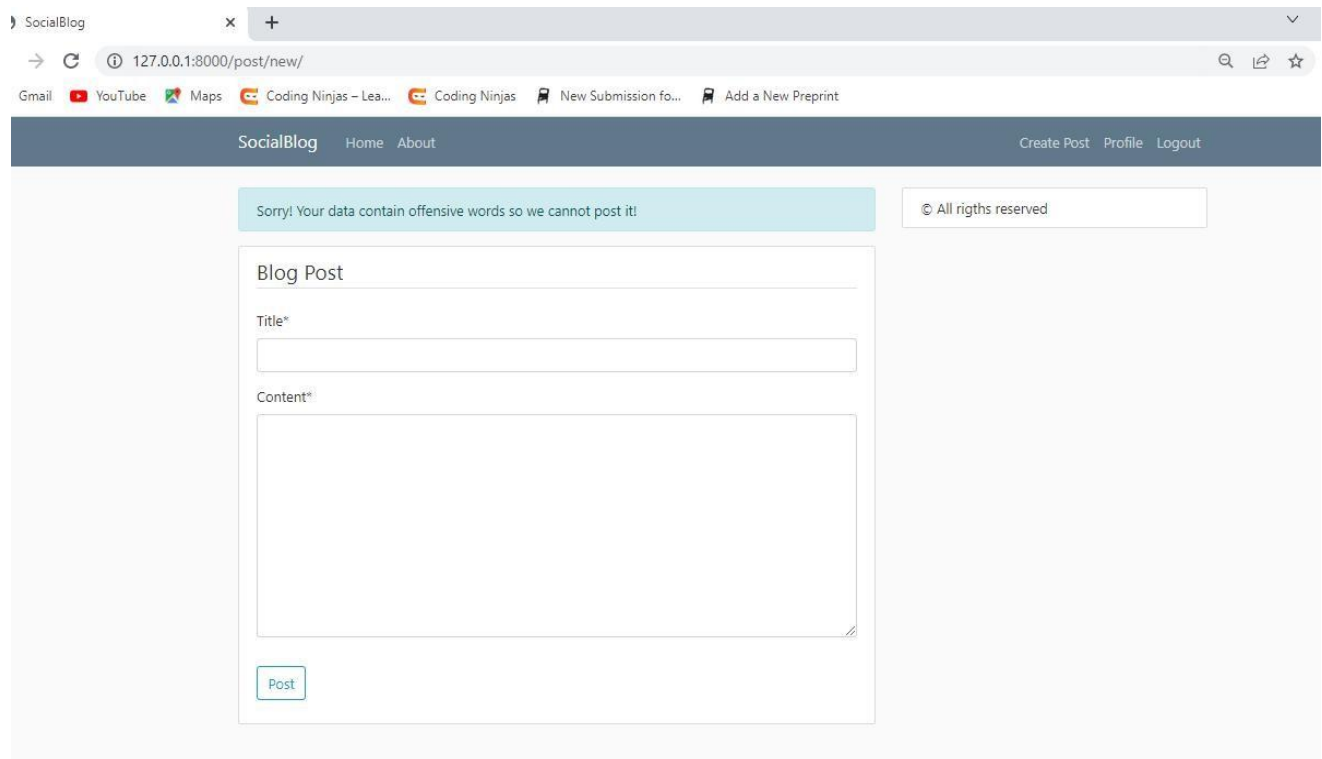 SocialBlog
127.0.0.1:8000/post/new/
Gmail YouTube Maps Coding Ninjas – Lea... Coding Ninjas New Submission fo... Add a New Preprint
SocialBlog Home About Create Post Profile Logout
Sorry! Your data contain offensive words so we cannot post it!
© All rigths reserved
Blog Post
Title*
Content*
Post